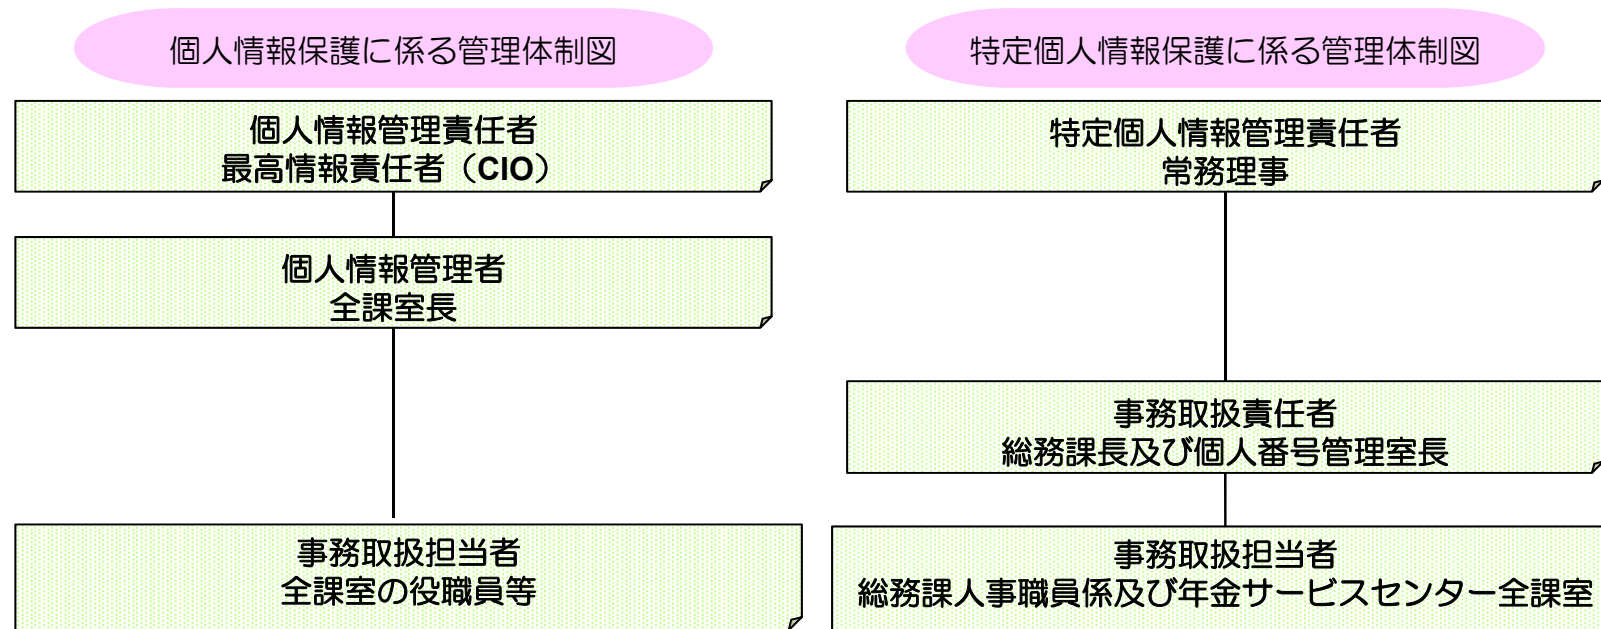 個人情報保護に係る管理体制図
個人情報管理責任者
最高情報責任者（CIO）
個人情報管理者
全課室長
事務取扱担当者
全課室の役職員等
特定個人情報保護に係る管理体制図
特定個人情報管理責任者
常務理事
事務取扱責任者
総務課長及び個人番号管理室長
事務取扱担当者
総務課人事職員係及び年金サービスセンター全課室